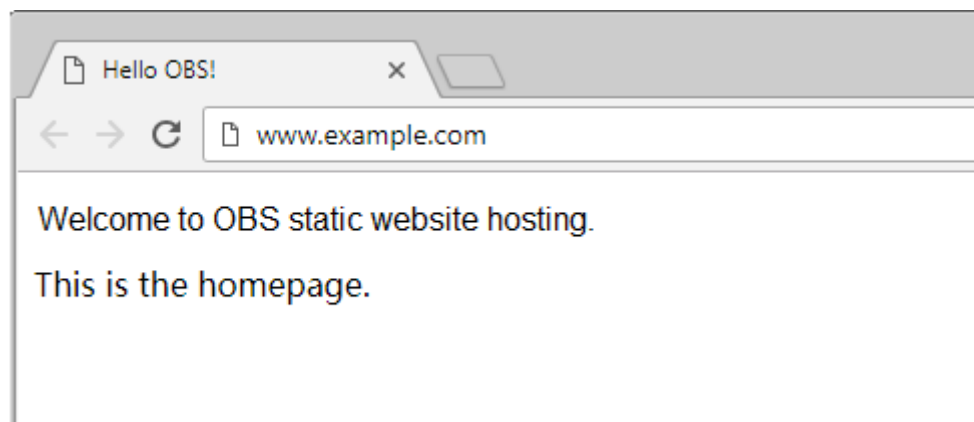 Hello OBS!
www.example.com
Welcome to OBS static website hosting.
This is the homepage.